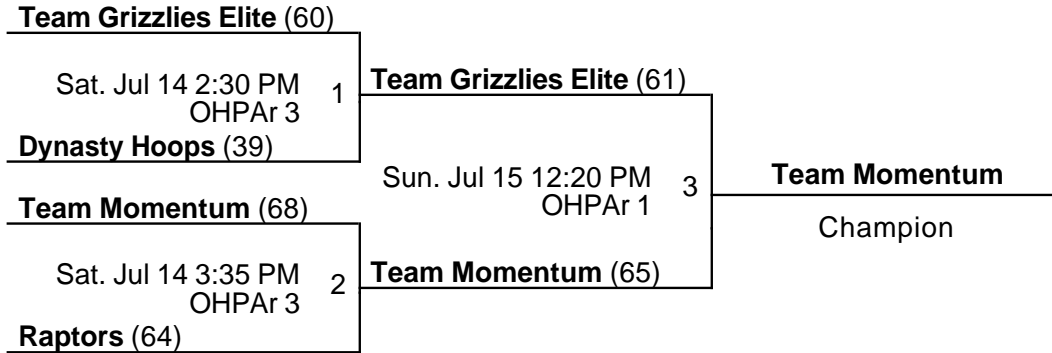 Team Grizzlies Elite (60)
Sat. Jul 14 2:30 PM
OHPAr 3
1
Dynasty Hoops (39)
Team Grizzlies Elite (61)
Sun. Jul 15 12:20 PM
OHPAr 1
3
Team Momentum
Champion
Team Momentum (68)
Sat. Jul 14 3:35 PM
OHPAr 3
2
Raptors (64)
Team Momentum (65)